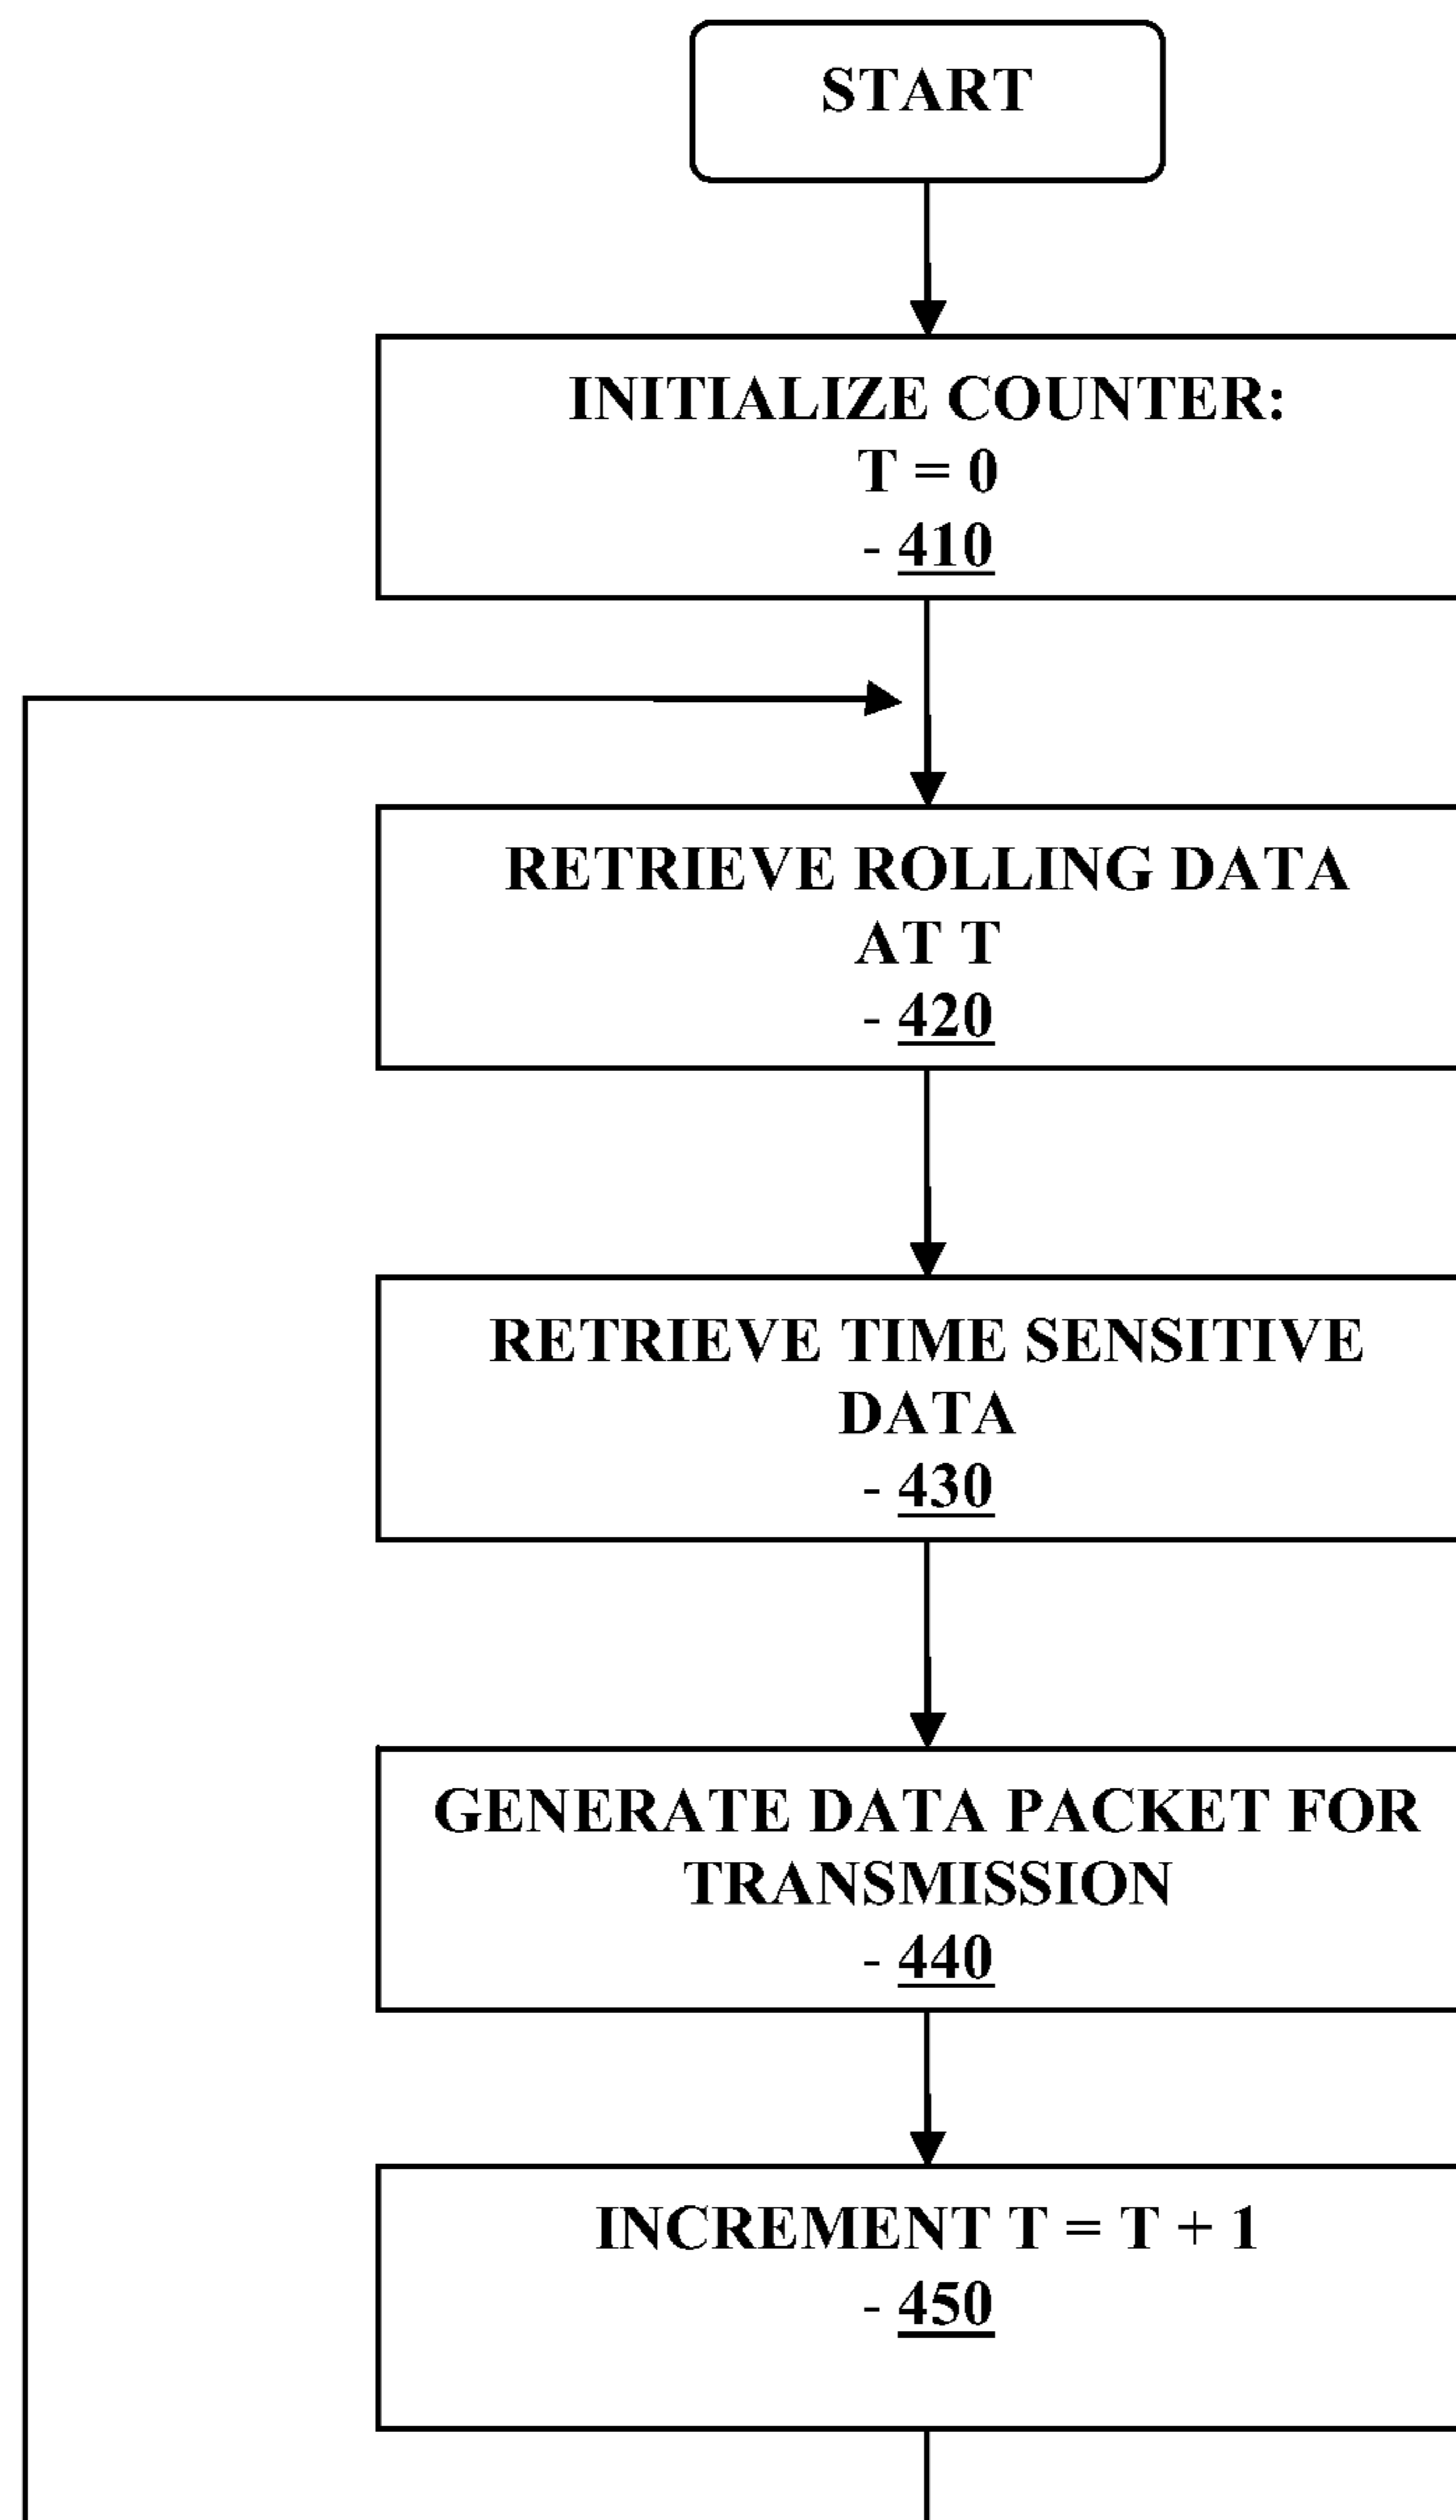 START
INITIALIZE COUNTER:
T = 0
- 410
RETRIEVE ROLLING DATA
AT T
- 420
RETRIEVE TIME SENSITIVE
DATA
- 430
GENERATE DATA PACKET FOR
TRANSMISSION
- 440
INCREMENT T = T + 1
- 450